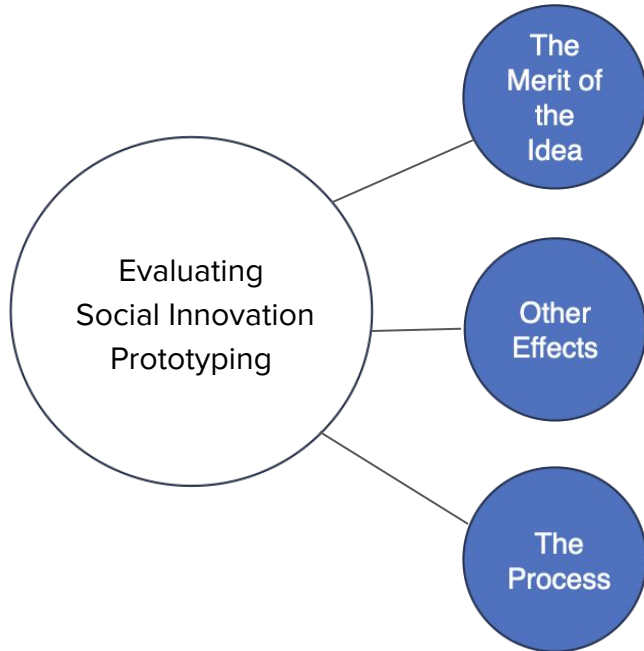 The
Merit of
the
Idea
Evaluating
Social Innovation
Prototyping
Other
Effects
The
Process